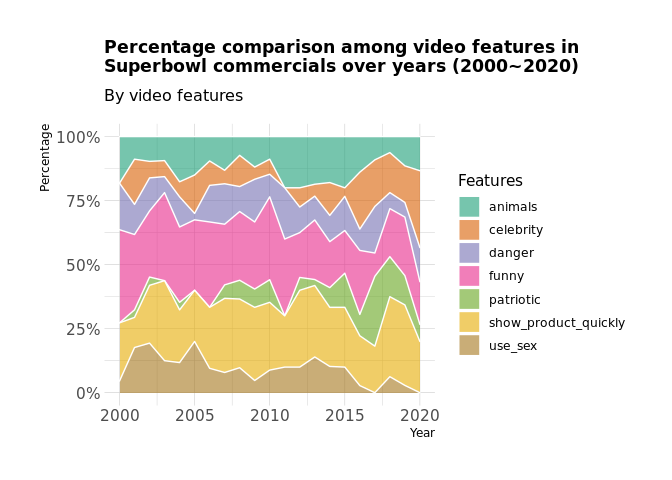 Percentage comparison among video features in
Superbowl commercials over years (2000~2020)
By video features
Percentage
100%
75%
50%
25%
0%
2000 2005 2010 2015 2020
Year
Features
animals
celebrity
danger
funny
patriotic
show_product_quickly
use_sex